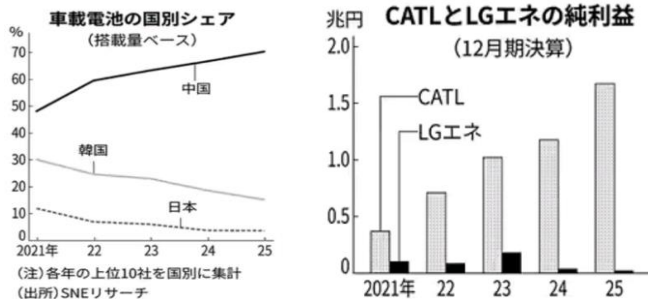 車載電池の国別シェア
(搭載量ベース)
%
70
60
50
40
30
20
10
0
中国
韓国
日本
2021年 22 23 24 25
(注)各年の上位10社を国別に集計
(出所)SNEリサーチ
CATLとLGエネの純利益
兆円
(12月期決算)
2.0
1.5
1.0
0.5
0
CATL
LGエネ
2021年 22 23 24 25